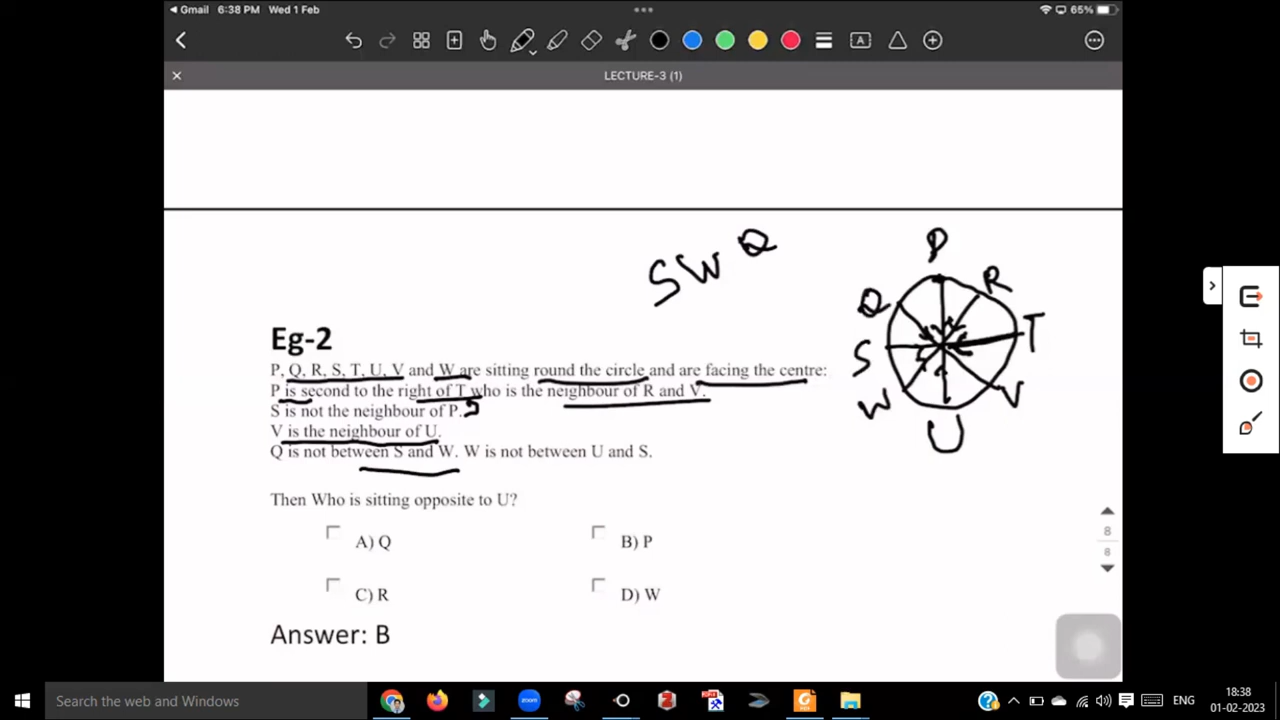 Gmail 6:38 PM Wed 1 Feb
65%
A
LECTURE-3 (1)
S W Q
P
Q R
S T
W V
U
Eg-2
P, Q, R, S, T, U, V and W are sitting round the circle and are facing the centre:
P is second to the right of T who is the neighbour of R and V.
S is not the neighbour of P.
V is the neighbour of U.
Q is not between S and W. W is not between U and S.
Then Who is sitting opposite to U?
A) Q B) P
C) R D) W
Answer: B
8
8
Search the web and Windows
zoom
ENG
18:38
01-02-2023